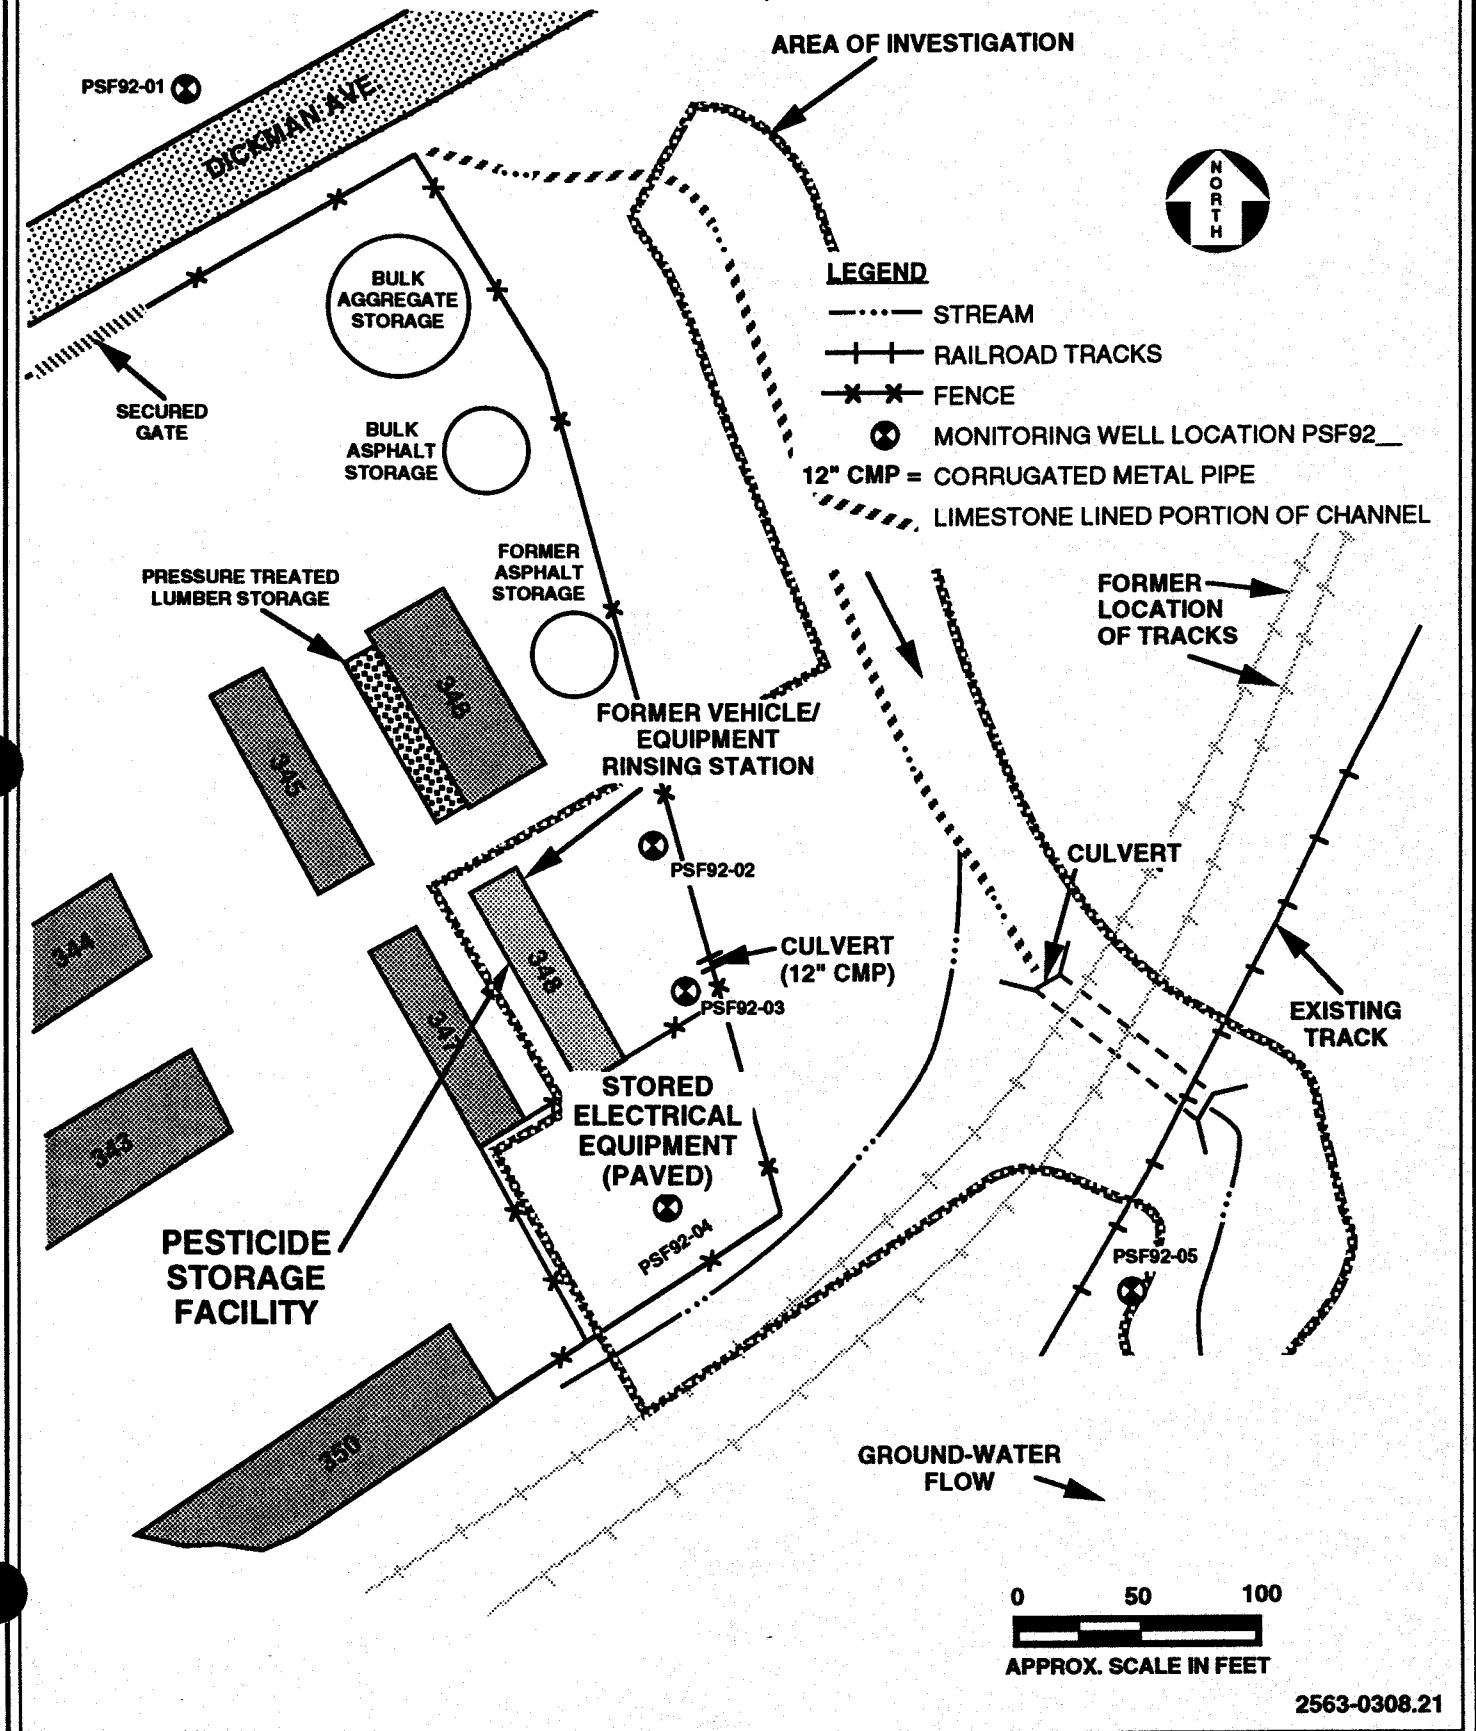 AREA OF INVESTIGATION
PSF92-01
DICKMAN AVE.
NORTH
BULK
AGGREGATE
STORAGE
LEGEND
STREAM
RAILROAD TRACKS
FENCE
MONITORING WELL LOCATION PSF92__
12" CMP = CORRUGATED METAL PIPE
LIMESTONE LINED PORTION OF CHANNEL
SECURED
GATE
BULK
ASPHALT
STORAGE
FORMER
ASPHALT
STORAGE
PRESSURE TREATED
LUMBER STORAGE
FORMER
LOCATION
OF TRACKS
345
FORMER VEHICLE/
EQUIPMENT
RINSING STATION
CULVERT
PSF92-02
344
348
CULVERT
(12" CMP)
PSF92-03
347
EXISTING
TRACK
343
STORED
ELECTRICAL
EQUIPMENT
(PAVED)
PSF92-04
PESTICIDE
STORAGE
FACILITY
PSF92-05
350
GROUND-WATER
FLOW
0 50 100
APPROX. SCALE IN FEET
2563-0308.21